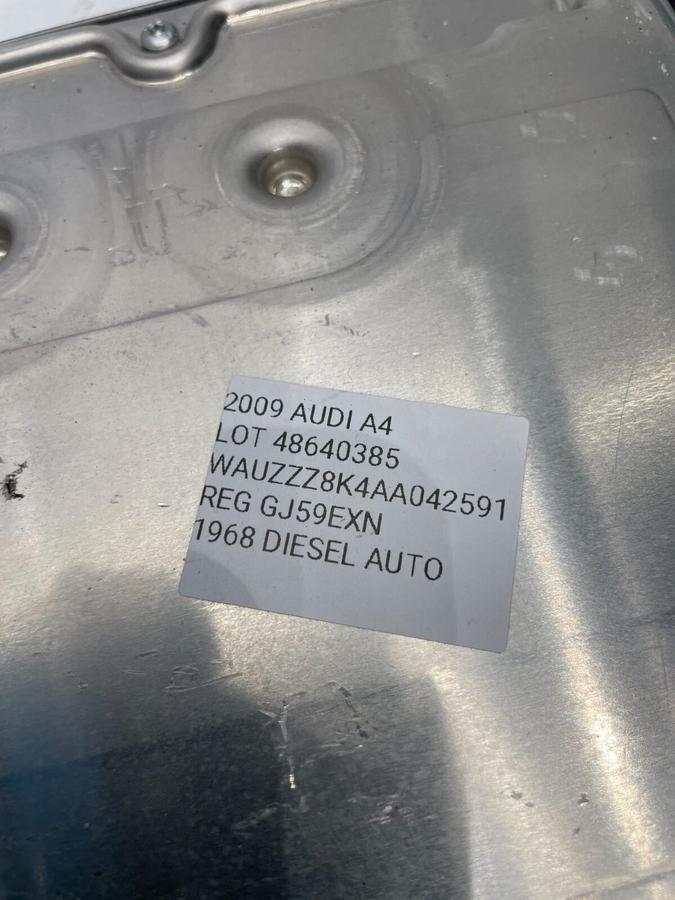 2009 AUDI A4
LOT 48640385
WAUZZZ8K4AA042591
REG GJ59EXN
1968 DIESEL AUTO